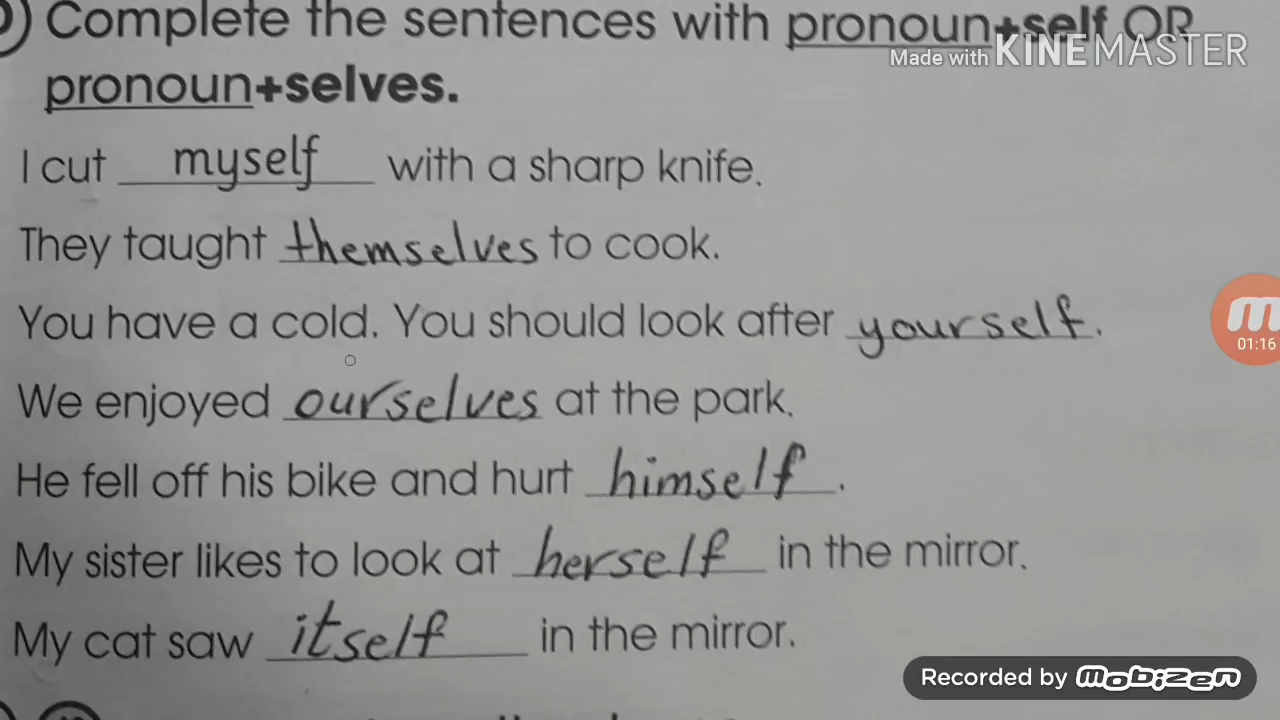 Complete the sentences with pronoun+self OR
Made with KINEMASTER
pronoun+selves.
I cut myself with a sharp knife.
They taught themselves to cook.
You have a cold. You should look after yourself.
01:16
We enjoyed ourselves at the park.
He fell off his bike and hurt himself.
My sister likes to look at herself in the mirror.
My cat saw itself in the mirror.
Recorded by mobizen